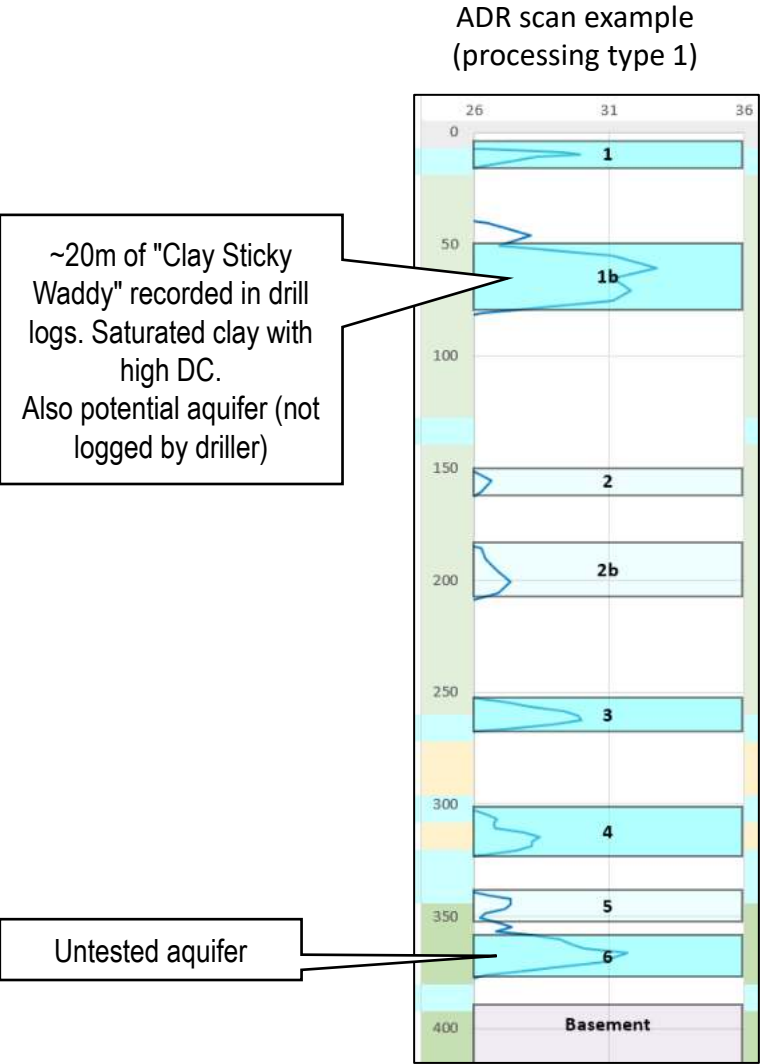 ADR scan example
(processing type 1)
26 31 36
0
1
~20m of "Clay Sticky
Waddy" recorded in drill
logs. Saturated clay with
high DC.
Also potential aquifer (not
logged by driller)
50
1b
100
150
2
2b
200
250
3
300
4
5
350
Untested aquifer
6
Basement
400